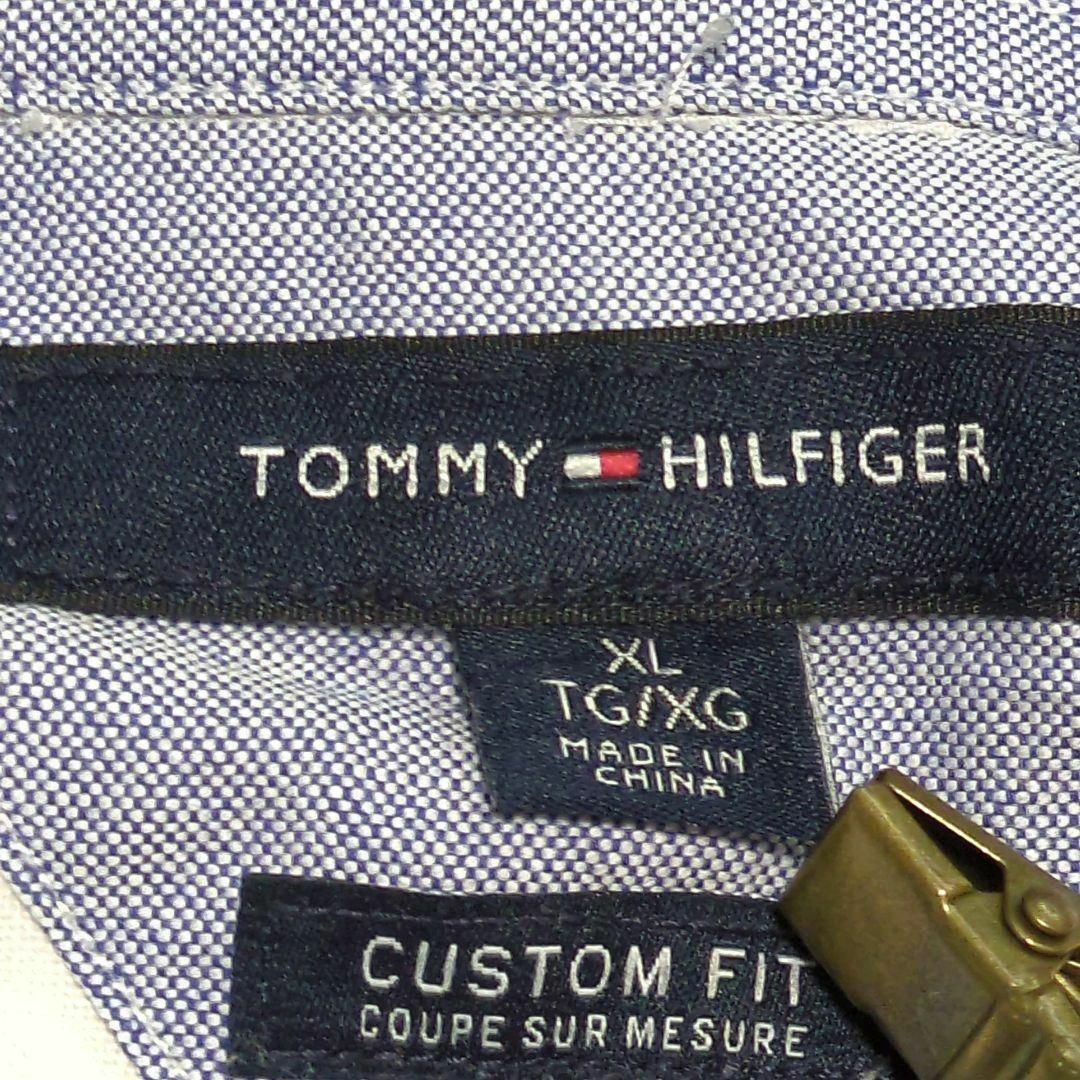 TOMMY HILFIGER
XL
TG/XG
MADE IN
CHINA
CUSTOM FIT
COUPE SUR MESURE